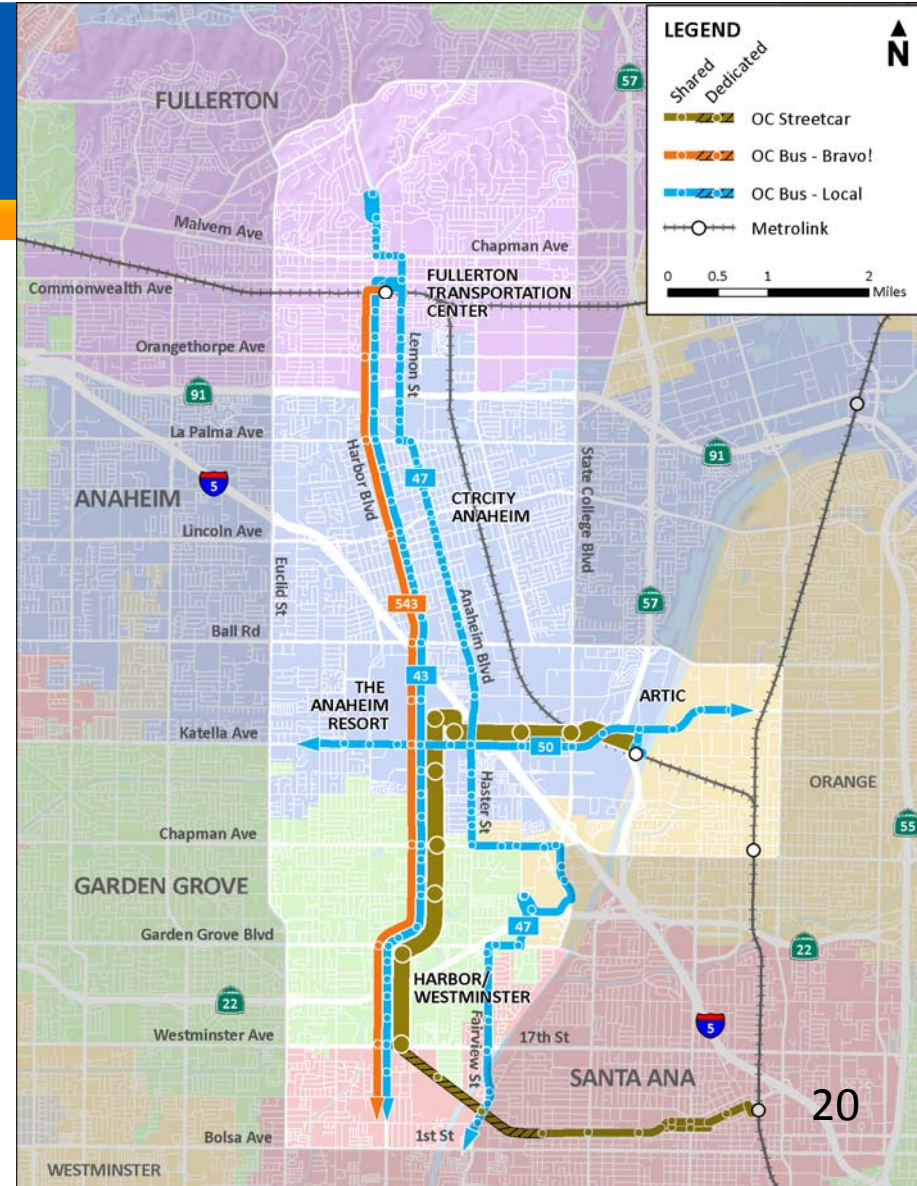 LEGEND
N
Shared
Dedicated
OC Streetcar
OC Bus - Bravo!
OC Bus - Local
Metrolink
0 0.5 1 2
Miles
57
FULLERTON
Malvern Ave
Chapman Ave
Commonwealth Ave
FULLERTON
TRANSPORTATION
CENTER
Orangethorpe Ave
Lemon St
91
La Palma Ave
Harbor Blvd
State College Blvd
91
5
47
ANAHEIM
CTRCITY
ANAHEIM
Lincoln Ave
Euclid St
543
57
Ball Rd
Anaheim Blvd
43
THE
ANAHEIM
RESORT
ARTIC
Katella Ave
50
ORANGE
Haster St
Chapman Ave
55
GARDEN GROVE
47
Garden Grove Blvd
22
HARBOR/
WESTMINSTER
22
Fairview St
5
Westminster Ave
17th St
SANTA ANA
20
Bolsa Ave
1st St
WESTMINSTER